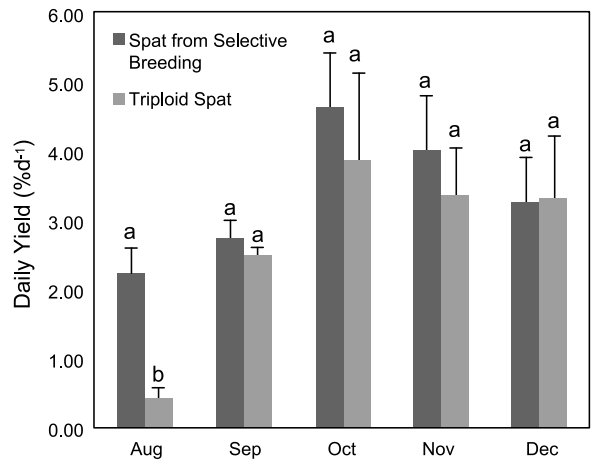 6.00
5.00
4.00
3.00
2.00
1.00
0.00
Daily Yield (%d-1)
Spat from Selective
Breeding
Triploid Spat
a
b
a
a
a
a
a
a
a
a
Aug
Sep
Oct
Nov
Dec